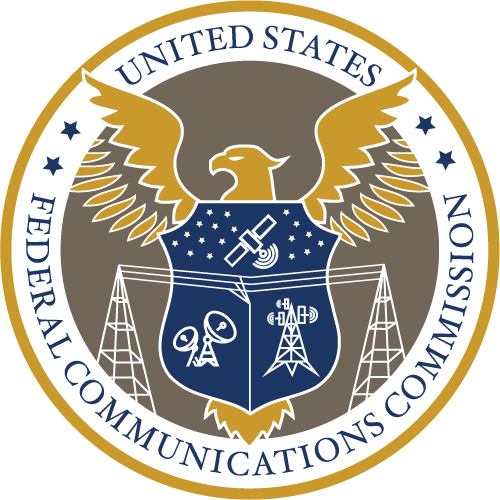 UNITED STATES
FEDERAL COMMUNICATIONS COMMISSION